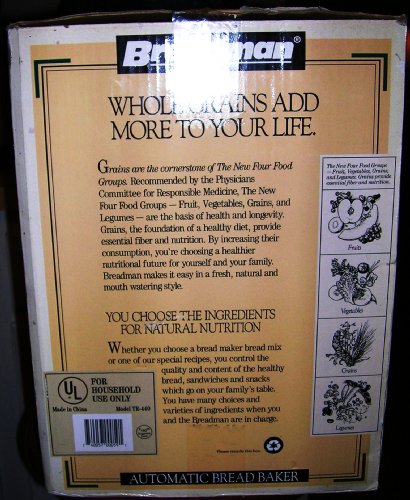 Breadman®
WHOLE GRAINS ADD
MORE TO YOUR LIFE.
Grains are the cornerstone of The New Four Food
Groups. Recommended by the Physicians
Committee for Responsible Medicine, The New
Four Food Groups — Fruit, Vegetables, Grains, and
Legumes — are the basis of health and longevity.
Grains, the foundation of a healthy diet, provide
essential fiber and nutrition. By increasing their
consumption, you're choosing a healthier
nutritional future for yourself and your family.
Breadman makes it easy in a fresh, natural and
mouth watering style.
YOU CHOOSE THE INGREDIENTS
FOR NATURAL NUTRITION
Whether you choose a bread maker bread mix
or one of our special recipes, you control the
quality and content of the healthy
bread, sandwiches and snacks
which go on your family's table.
You have many choices and
varieties of ingredients when you
and the Breadman are in charge.
The New Four Food Groups
— Fruit, Vegetables, Grains,
and Legumes. Grains provide
essential fiber and nutrition.
Fruits
Vegetables
Grains
Legumes
UL
FOR
HOUSEHOLD
USE ONLY
Made in China
Model TR-440
Please recycle this box
AUTOMATIC BREAD BAKER